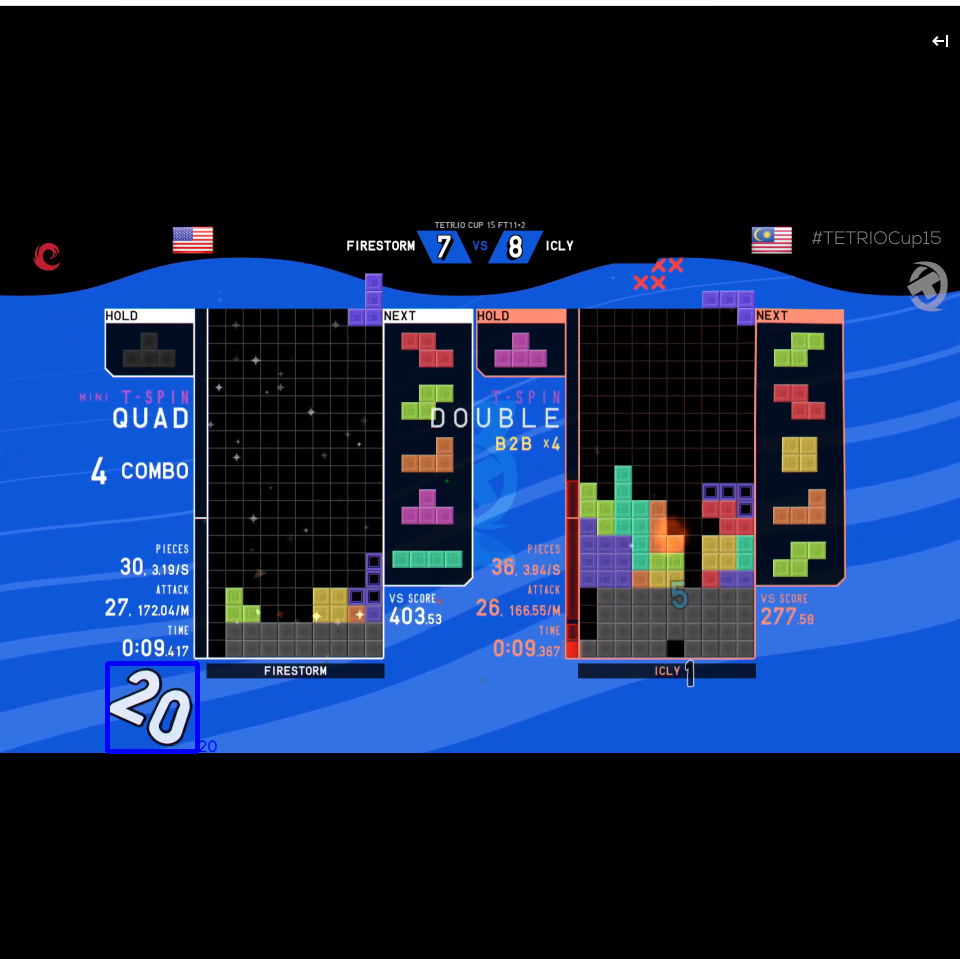 TETR.IO CUP 15 FT11-2
FIRESTORM 7 VS 8 ICLY
#TETRIOCup15
HOLD
NEXT
MINI T-SPIN
QUAD
4 COMBO
PIECES
30, 3.19/S
ATTACK
27, 172.04/M
TIME
0:09.417
VS SCORE
403.53
FIRESTORM
20
20
HOLD
NEXT
T-SPIN
DOUBLE
B2B ×4
5
PIECES
36, 3.84/S
ATTACK
26, 166.55/M
TIME
0:09.367
VS SCORE
277.59
ICLY
1